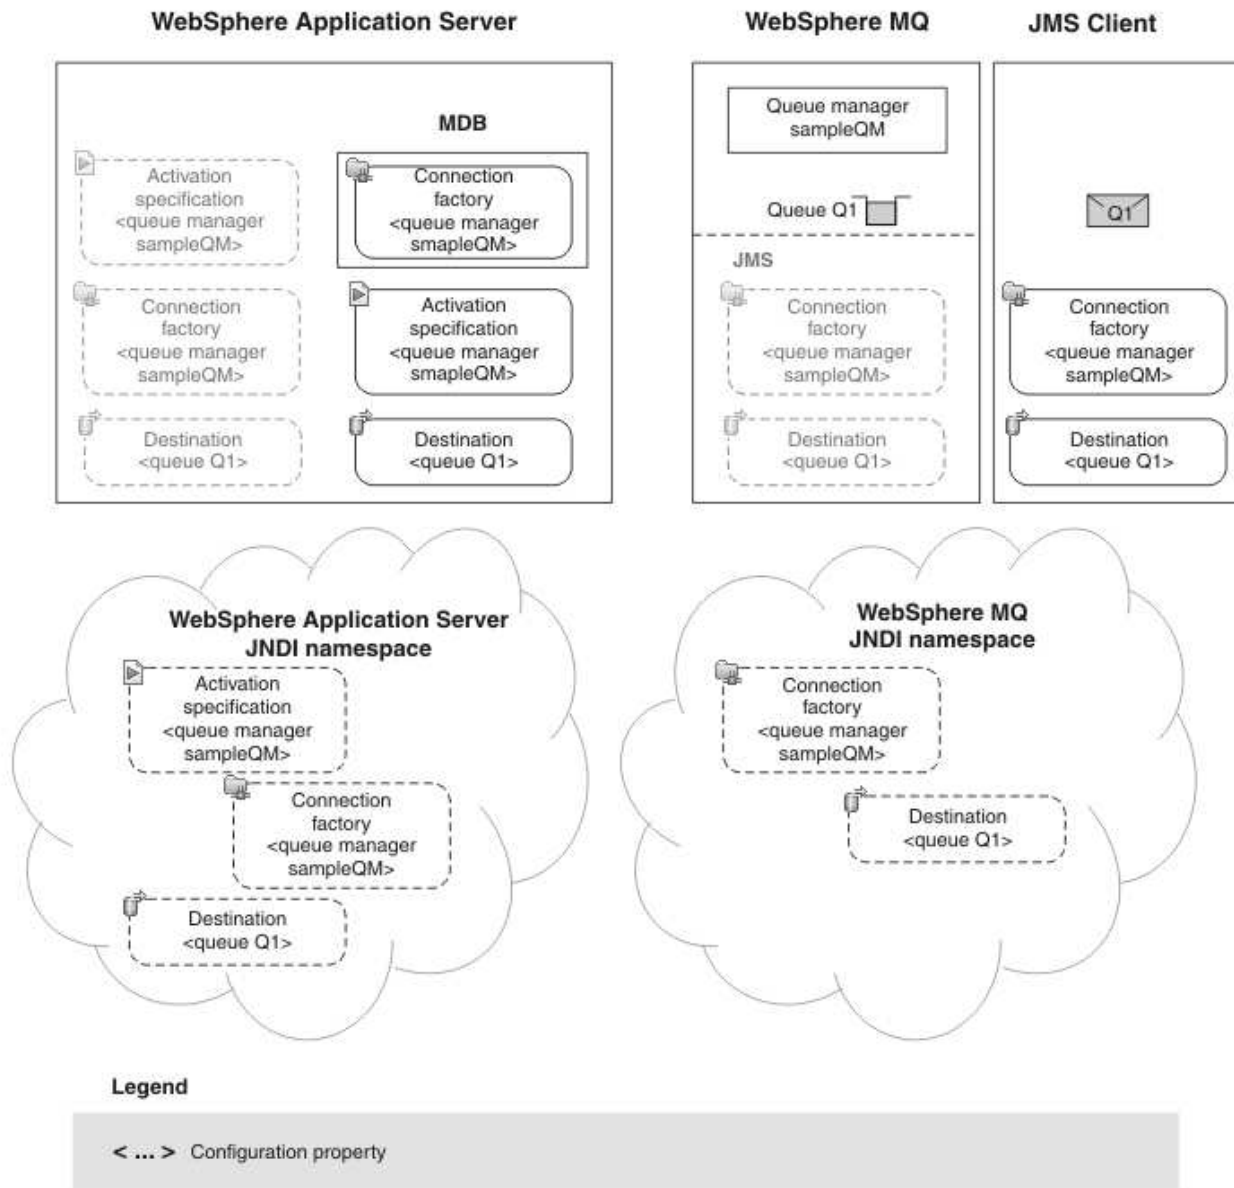 WebSphere Application Server
WebSphere MQ
JMS Client
MDB
Activation
specification
<queue manager
sampleQM>
Connection
factory
<queue manager
smapleQM>
Connection
factory
<queue manager
sampleQM>
Activation
specification
<queue manager
smapleQM>
Destination
<queue Q1>
Destination
<queue Q1>
Queue manager
sampleQM
Queue Q1
JMS
Connection
factory
<queue manager
sampleQM>
Destination
<queue Q1>
Q1
Connection
factory
<queue manager
sampleQM>
Destination
<queue Q1>
WebSphere Application Server
JNDI namespace
Activation
specification
<queue manager
sampleQM>
Connection
factory
<queue manager
sampleQM>
Destination
<queue Q1>
WebSphere MQ
JNDI namespace
Connection
factory
<queue manager
sampleQM>
Destination
<queue Q1>
Legend
< ... > Configuration property